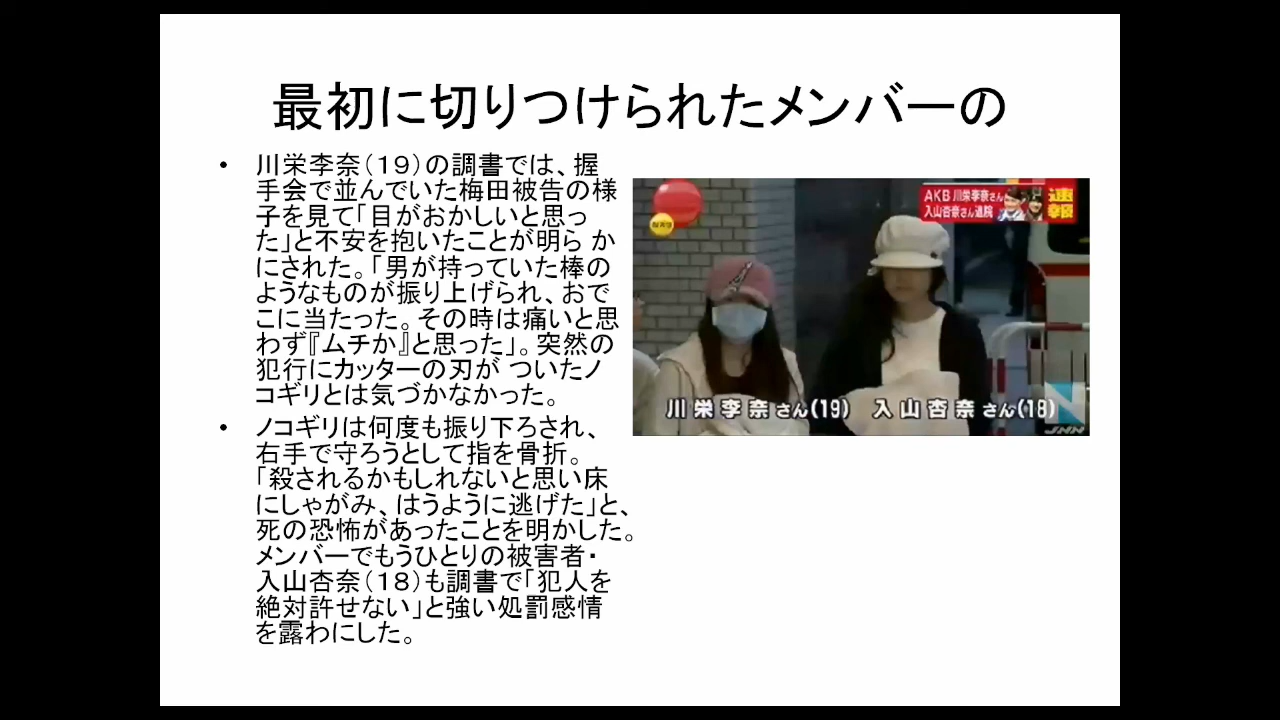 最初に切りつけられたメンバーの
• 川栄李奈（１９）の調書では、握
手会で並んでいた梅田被告の様
子を見て「目がおかしいと思っ
た」と不安を抱いたことが明ら か
にされた。「男が持っていた棒の
ようなものが振り上げられ、おで
こに当たった。その時は痛いと思
わず『ムチか』と思った」。突然の
犯行にカッターの刃が ついたノ
コギリとは気づかなかった。
• ノコギリは何度も振り下ろされ、
右手で守ろうとして指を骨折。
「殺されるかもしれないと思い床
にしゃがみ、はうように逃げた」と、
死の恐怖があったことを明かした。
メンバーでもうひとりの被害者・
入山杏奈（１８）も調書で「犯人を
絶対許せない」と強い処罰感情
を露わにした。
AKB 川栄李奈さん
入山杏奈さん退院
速報
川栄李奈さん(19) 入山杏奈さん(18)
N
JNN